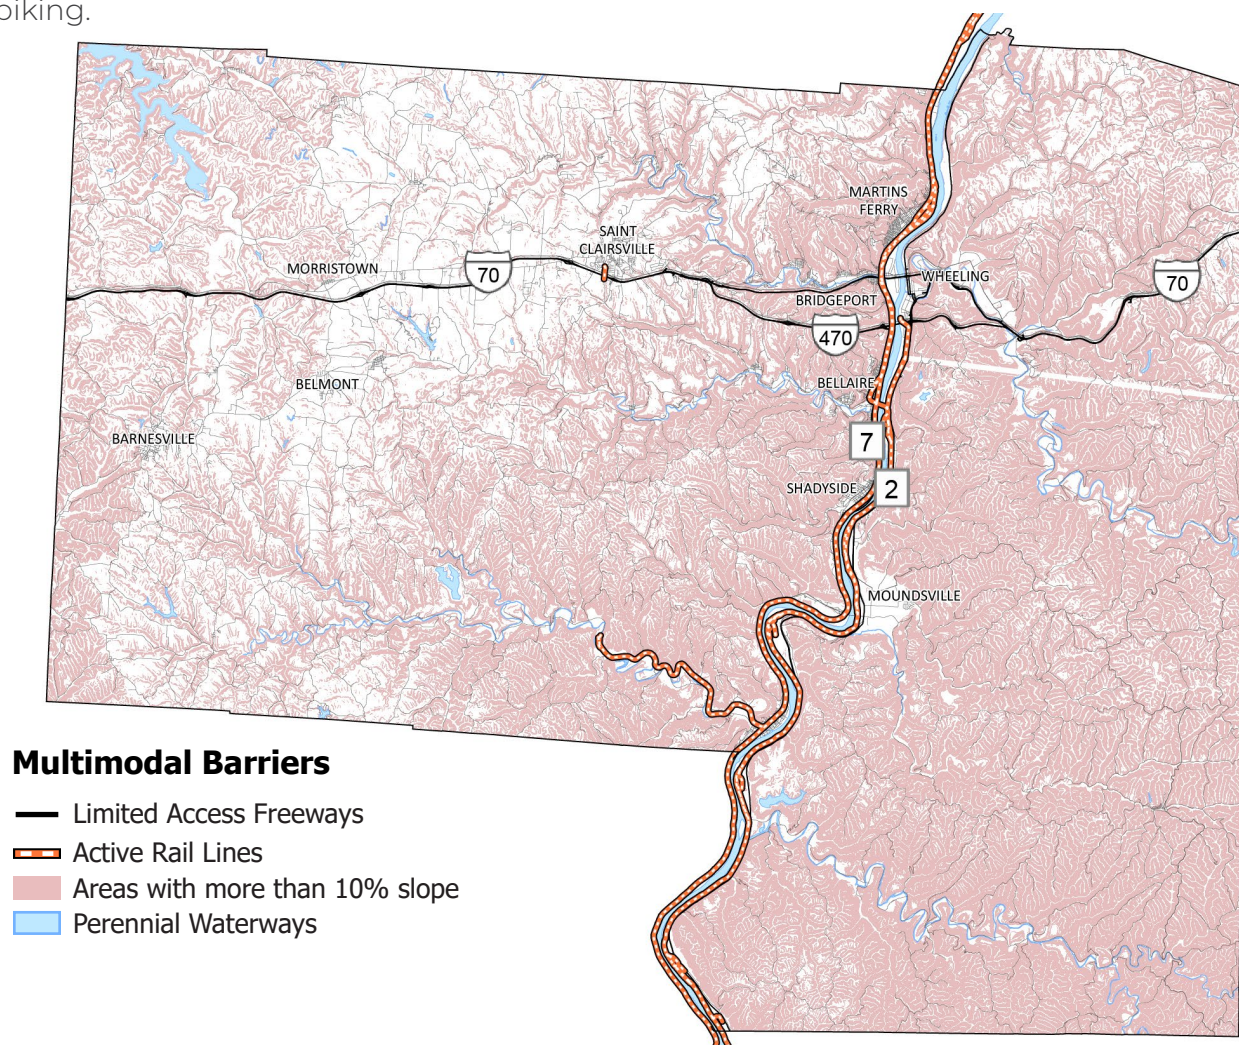 biking.
MARTINS
FERRY
SAINT
CLAIRSVILLE
MORRISTOWN
70
WHEELING
70
BRIDGEPORT
470
BELMONT
BELLAIRE
BARNESVILLE
7
SHADYSIDE
2
MOUNDSVILLE
Multimodal Barriers
Limited Access Freeways
Active Rail Lines
Areas with more than 10% slope
Perennial Waterways